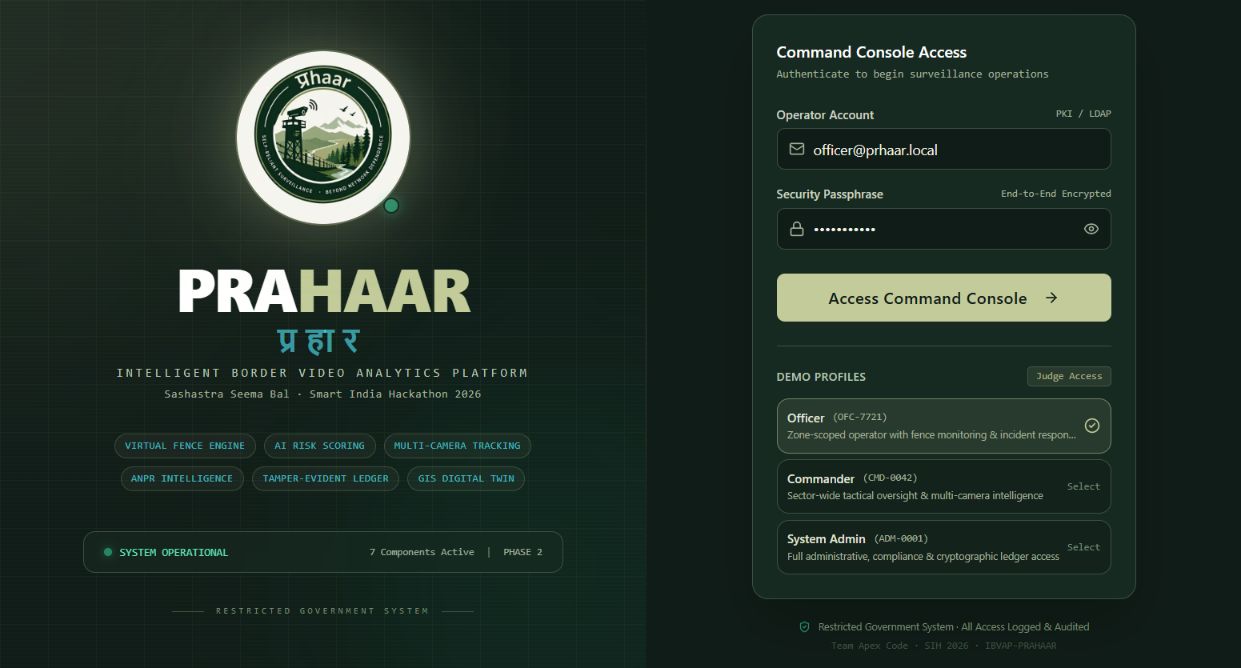 प्रhaar
SELF RELIANT SURVEILLANCE • BEYOND NETWORK DEPENDENCE
PRAHAAR
प्रहार
INTELLIGENT BORDER VIDEO ANALYTICS PLATFORM
Sashastra Seema Bal · Smart India Hackathon 2026
VIRTUAL FENCE ENGINE
AI RISK SCORING
MULTI-CAMERA TRACKING
ANPR INTELLIGENCE
TAMPER-EVIDENT LEDGER
GIS DIGITAL TWIN
SYSTEM OPERATIONAL
7 Components Active | PHASE 2
RESTRICTED GOVERNMENT SYSTEM
Command Console Access
Authenticate to begin surveillance operations
Operator Account
PKI / LDAP
officer@prhaar.local
Security Passphrase
End-to-End Encrypted
•••••••••••
Access Command Console →
DEMO PROFILES
Judge Access
Officer (OFC-7721)
Zone-scoped operator with fence monitoring & incident respon...
Commander (CMD-0042)
Sector-wide tactical oversight & multi-camera intelligence
Select
System Admin (ADM-0001)
Full administrative, compliance & cryptographic ledger access
Select
Restricted Government System · All Access Logged & Audited
Team Apex Code · SIH 2026 · IBVAP-PRAHAAR